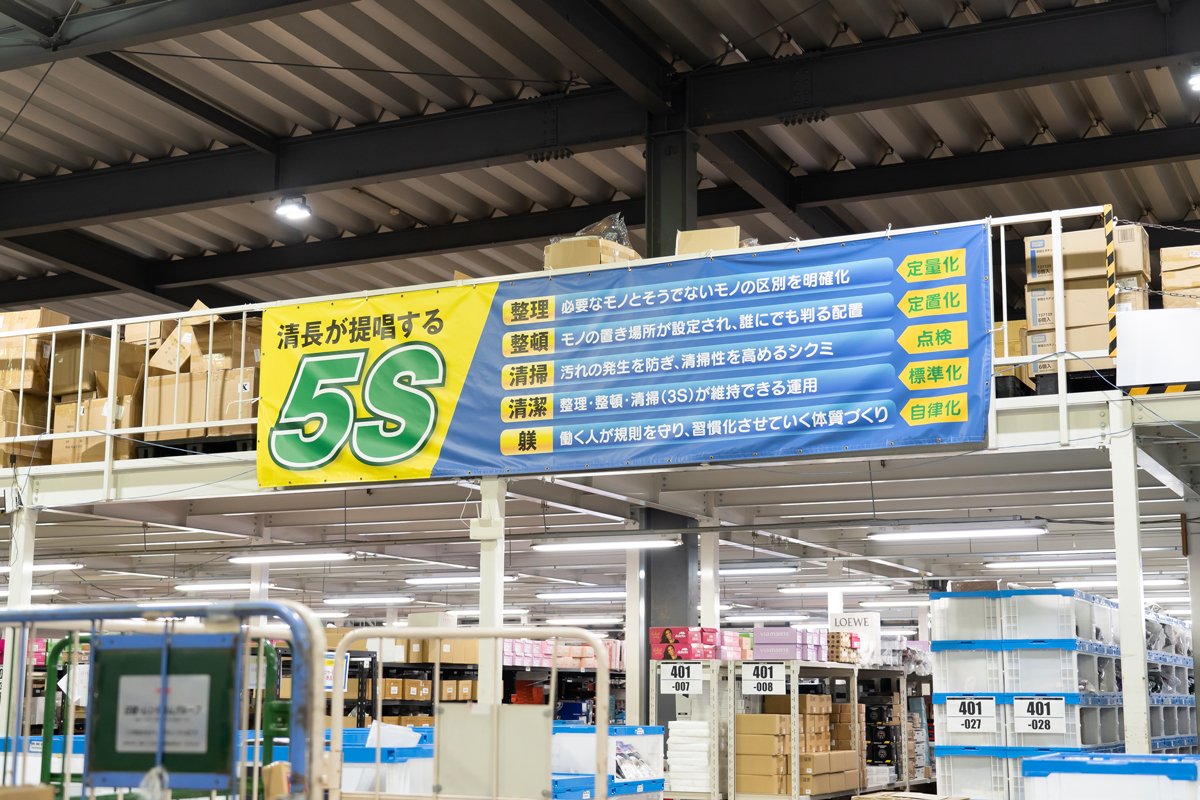 清長が提唱する
5S
整理 必要なモノとそうでないモノの区別を明確化 定量化
整頓 モノの置き場所が設定され、誰にでも判る配置 定置化
清掃 汚れの発生を防ぎ、清掃性を高めるシクミ 点検
清潔 整理・整頓・清掃(3S)が維持できる運用 標準化
躾 働く人が規則を守り、習慣化させていく体質づくり 自律化
LOEWE
401
-007
401
-008
401
-027
401
-028